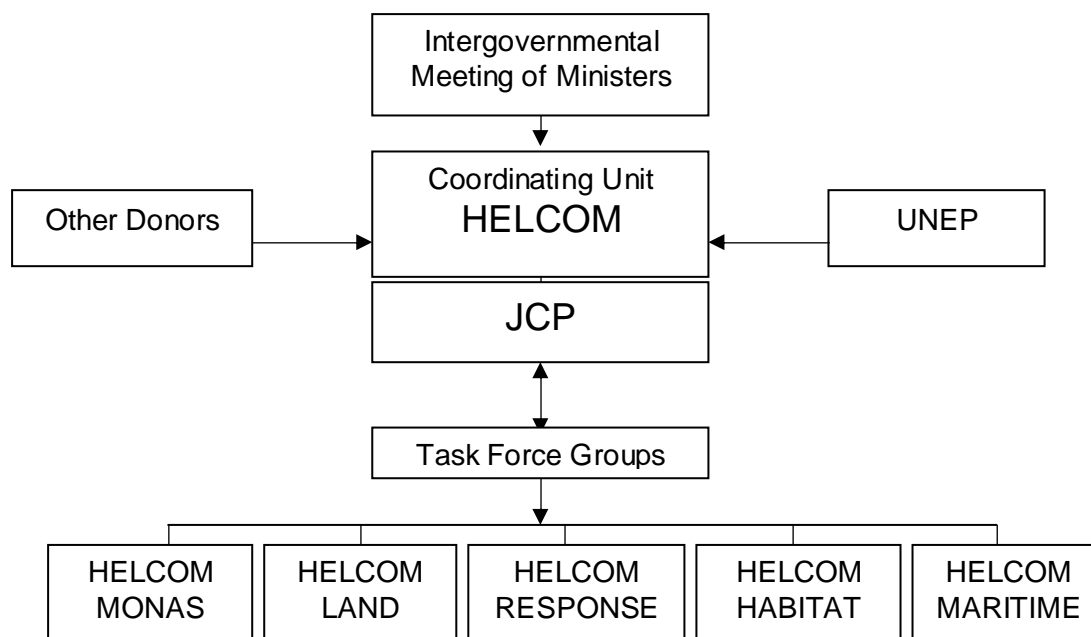 Intergovernmental
Meeting of Ministers
Coordinating Unit
HELCOM
Other Donors
UNEP
JCP
Task Force Groups
HELCOM
MONAS
HELCOM
LAND
HELCOM
RESPONSE
HELCOM
HABITAT
HELCOM
MARITIME